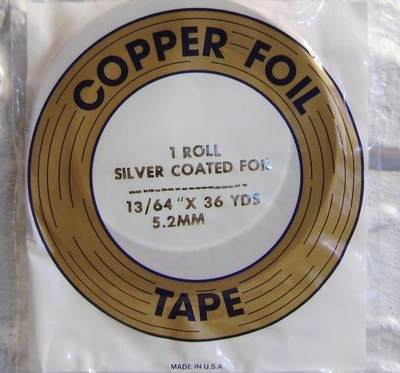 COPPER FOIL
1 ROLL
SILVER COATED FOIL
13/64" X 36 YDS
5.2MM
TAPE
MADE IN U.S.A